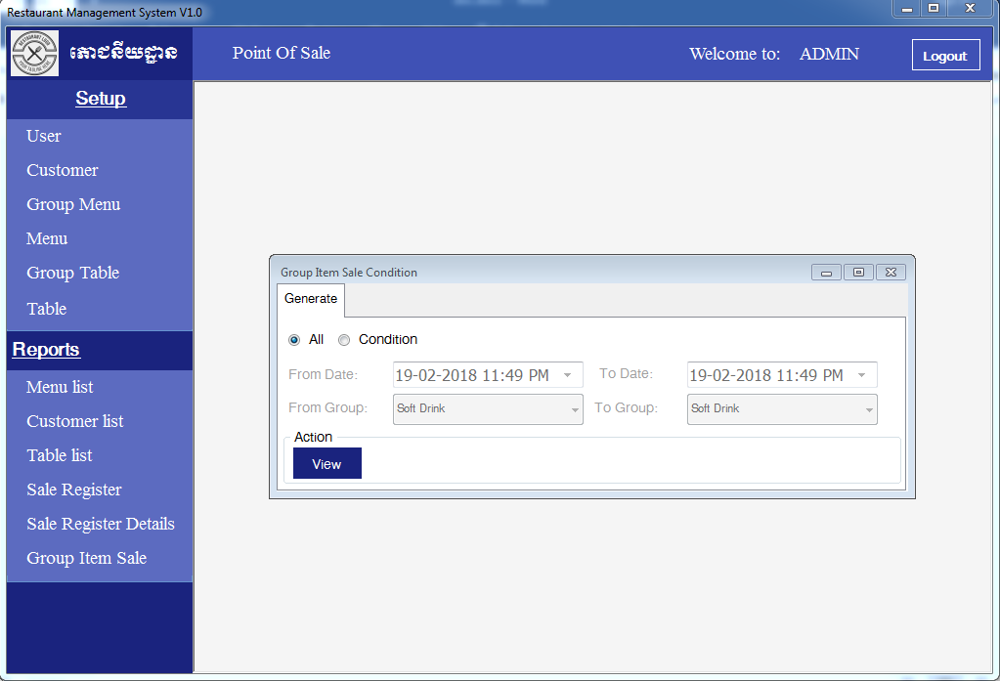 Restaurant Management System V1.0
ភោជនីយដ្ឋាន
Point Of Sale
Welcome to: ADMIN
Logout
Setup
User
Customer
Group Menu
Menu
Group Table
Table
Reports
Menu list
Customer list
Table list
Sale Register
Sale Register Details
Group Item Sale
Group Item Sale Condition
Generate
All Condition
From Date: 19-02-2018 11:49 PM To Date: 19-02-2018 11:49 PM
From Group: Soft Drink To Group: Soft Drink
Action
View